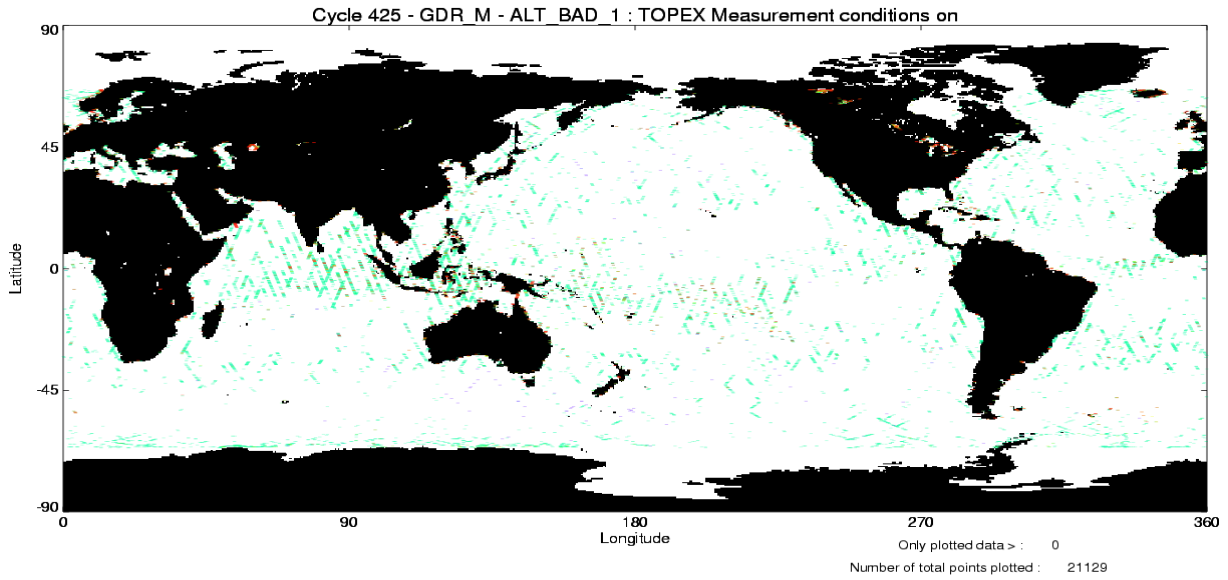 Cycle 425 - GDR_M - ALT_BAD_1 : TOPEX Measurement conditions on
90
45
0
-45
-90
Latitude
0 90 180 270 360
Longitude
Only plotted data > : 0
Number of total points plotted : 21129